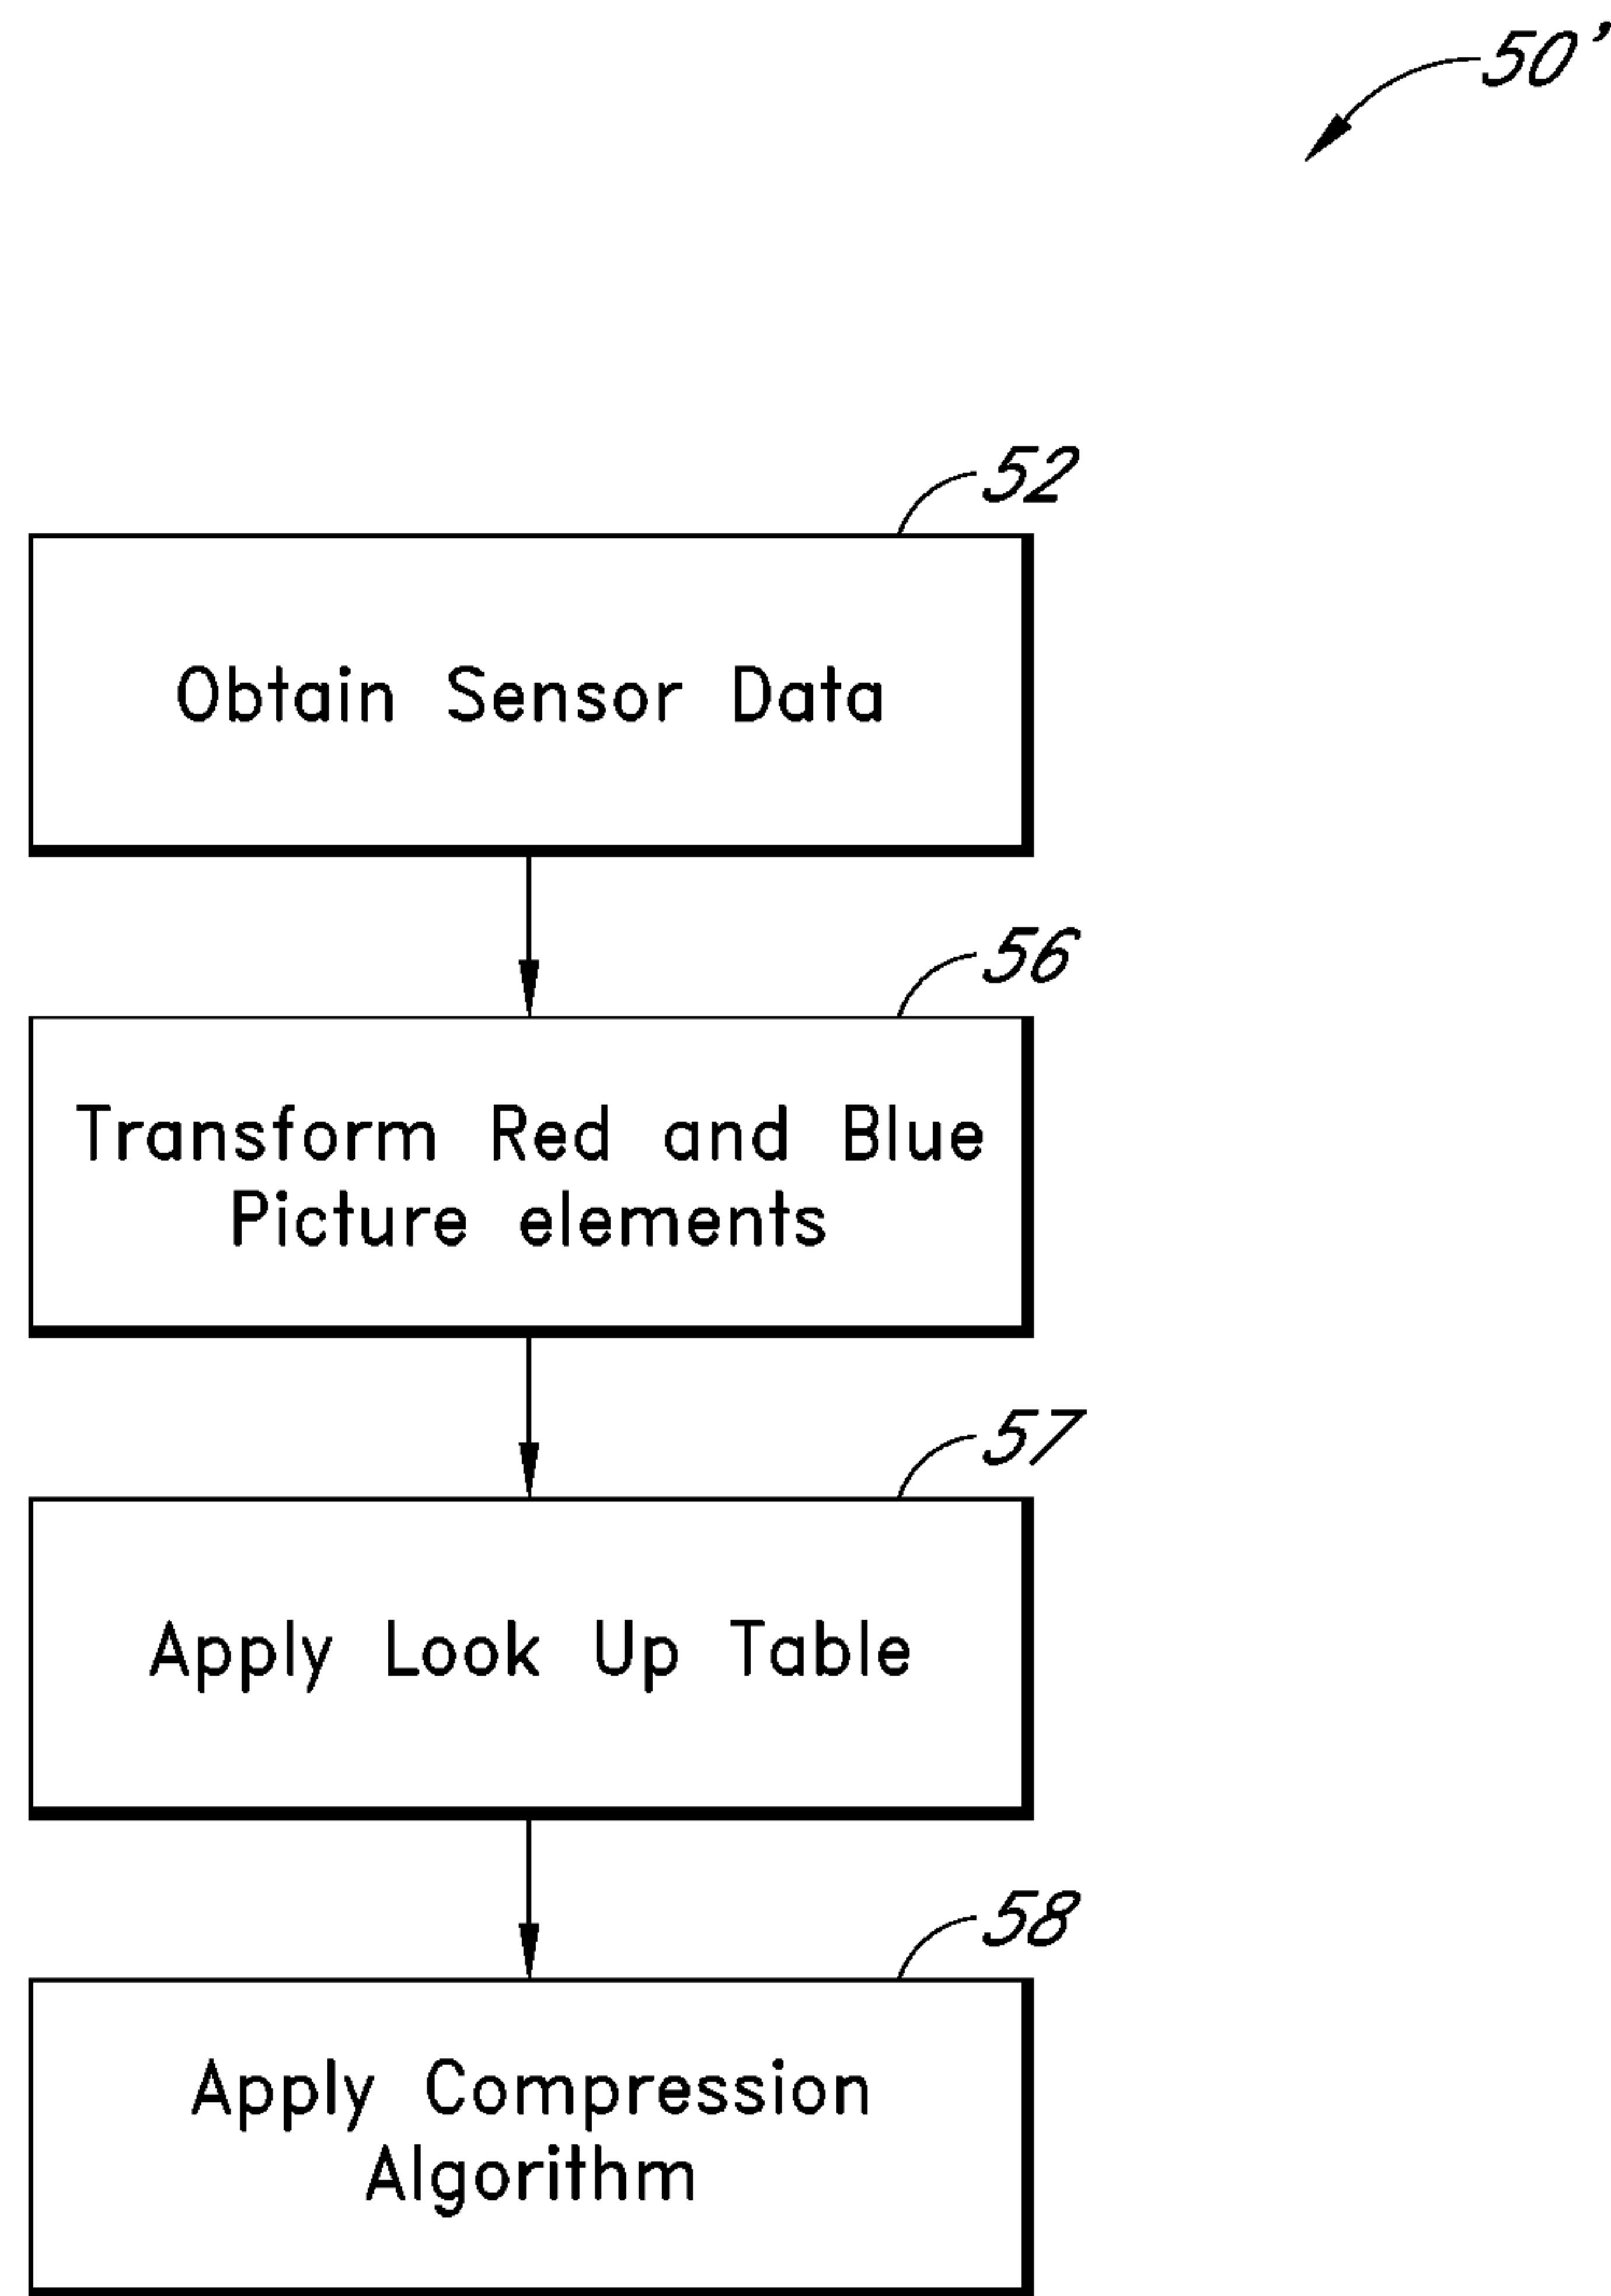 50'
52
Obtain Sensor Data
56
Transform Red and Blue
Picture elements
57
Apply Look Up Table
58
Apply Compression
Algorithm